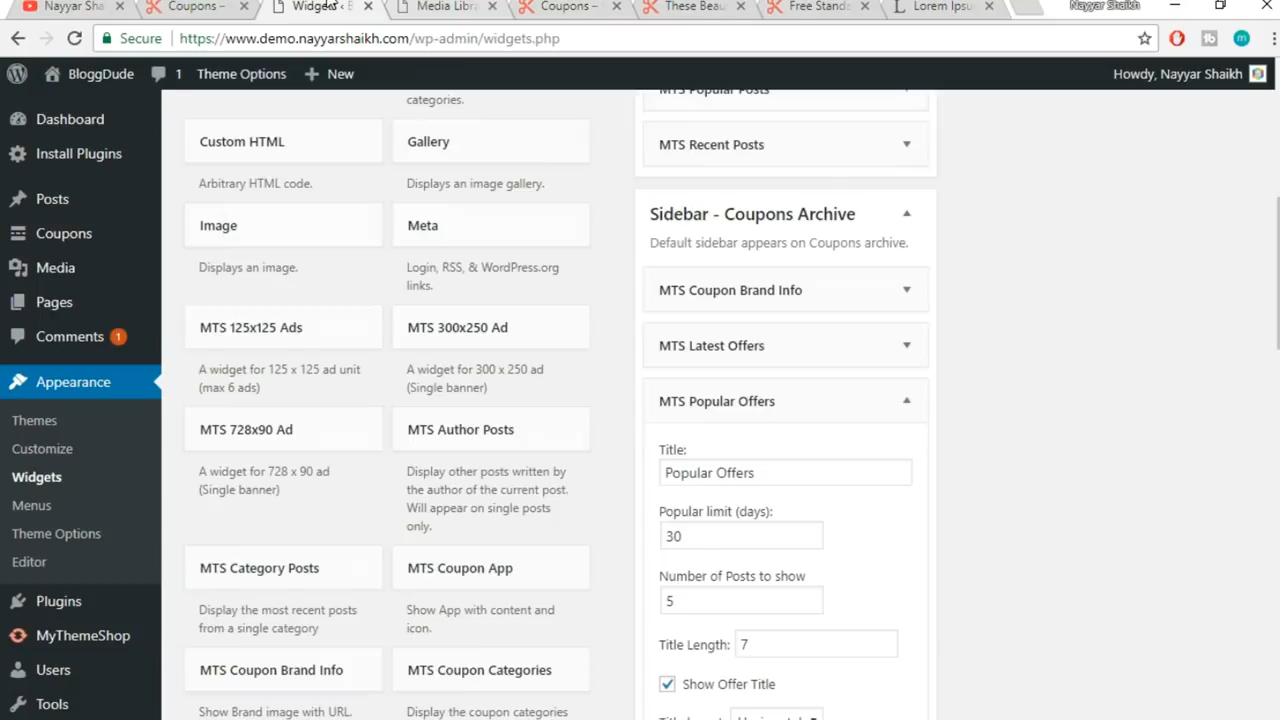 Nayyar Sha
Coupons –
Widgets ‹ B
Media Libra
Coupons –
These Beau
Free Stands
Lorem Ipsu
Nayyar Shaikh
Secure
https://www.demo.nayyarshaikh.com/wp-admin/widgets.php
BloggDude
1
Theme Options
New
Howdy, Nayyar Shaikh
Dashboard
Install Plugins
Posts
Coupons
Media
Pages
Comments 1
Appearance
Themes
Customize
Widgets
Menus
Theme Options
Editor
Plugins
MyThemeShop
Users
Tools
categories.
Custom HTML
Arbitrary HTML code.
Gallery
Displays an image gallery.
Image
Displays an image.
Meta
Login, RSS, & WordPress.org
links.
MTS 125x125 Ads
A widget for 125 x 125 ad unit
(max 6 ads)
MTS 300x250 Ad
A widget for 300 x 250 ad
(Single banner)
MTS 728x90 Ad
A widget for 728 x 90 ad
(Single banner)
MTS Author Posts
Display other posts written by
the author of the current post.
Will appear on single posts
only.
MTS Category Posts
Display the most recent posts
from a single category
MTS Coupon App
Show App with content and
icon.
MTS Coupon Brand Info
Show Brand image with URL.
MTS Coupon Categories
Display the coupon categories
MTS Popular Posts
MTS Recent Posts
Sidebar - Coupons Archive
Default sidebar appears on Coupons archive.
MTS Coupon Brand Info
MTS Latest Offers
MTS Popular Offers
Title:
Popular Offers
Popular limit (days):
30
Number of Posts to show
5
Title Length: 7
Show Offer Title